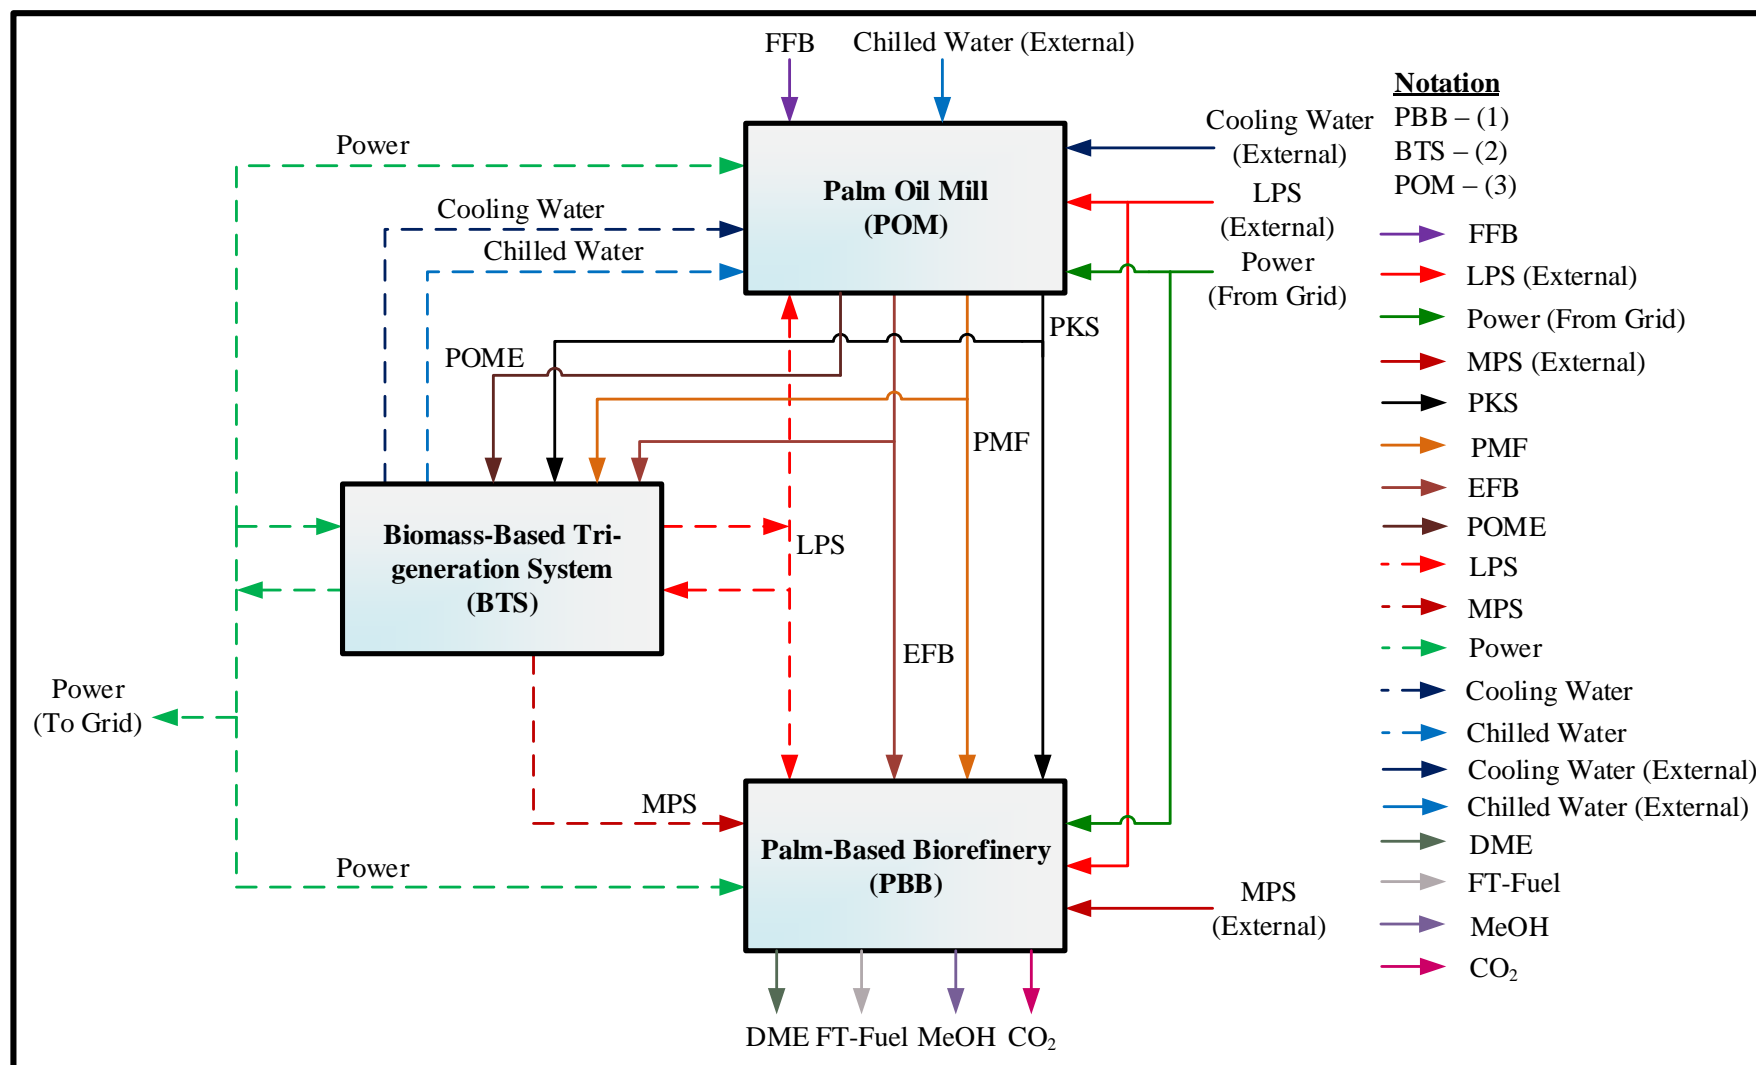 FFB
Chilled Water (External)
Power
Cooling Water
Chilled Water
Palm Oil Mill
(POM)
Cooling Water
(External)
LPS
(External)
Power
(From Grid)
PKS
POME
PMF
Biomass-Based Tri-
generation System
(BTS)
LPS
EFB
Power
(To Grid)
MPS
Power
Palm-Based Biorefinery
(PBB)
MPS
(External)
DME
FT-Fuel
MeOH
CO₂
Notation
PBB – (1)
BTS – (2)
POM – (3)
FFB
LPS (External)
Power (From Grid)
MPS (External)
PKS
PMF
EFB
POME
LPS
MPS
Power
Cooling Water
Chilled Water
Cooling Water (External)
Chilled Water (External)
DME
FT-Fuel
MeOH
CO₂